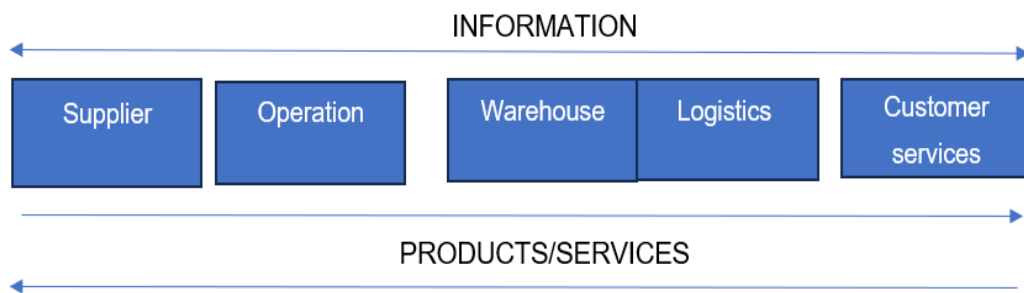 INFORMATION
Supplier
Operation
Warehouse
Logistics
Customer
services
PRODUCTS/SERVICES